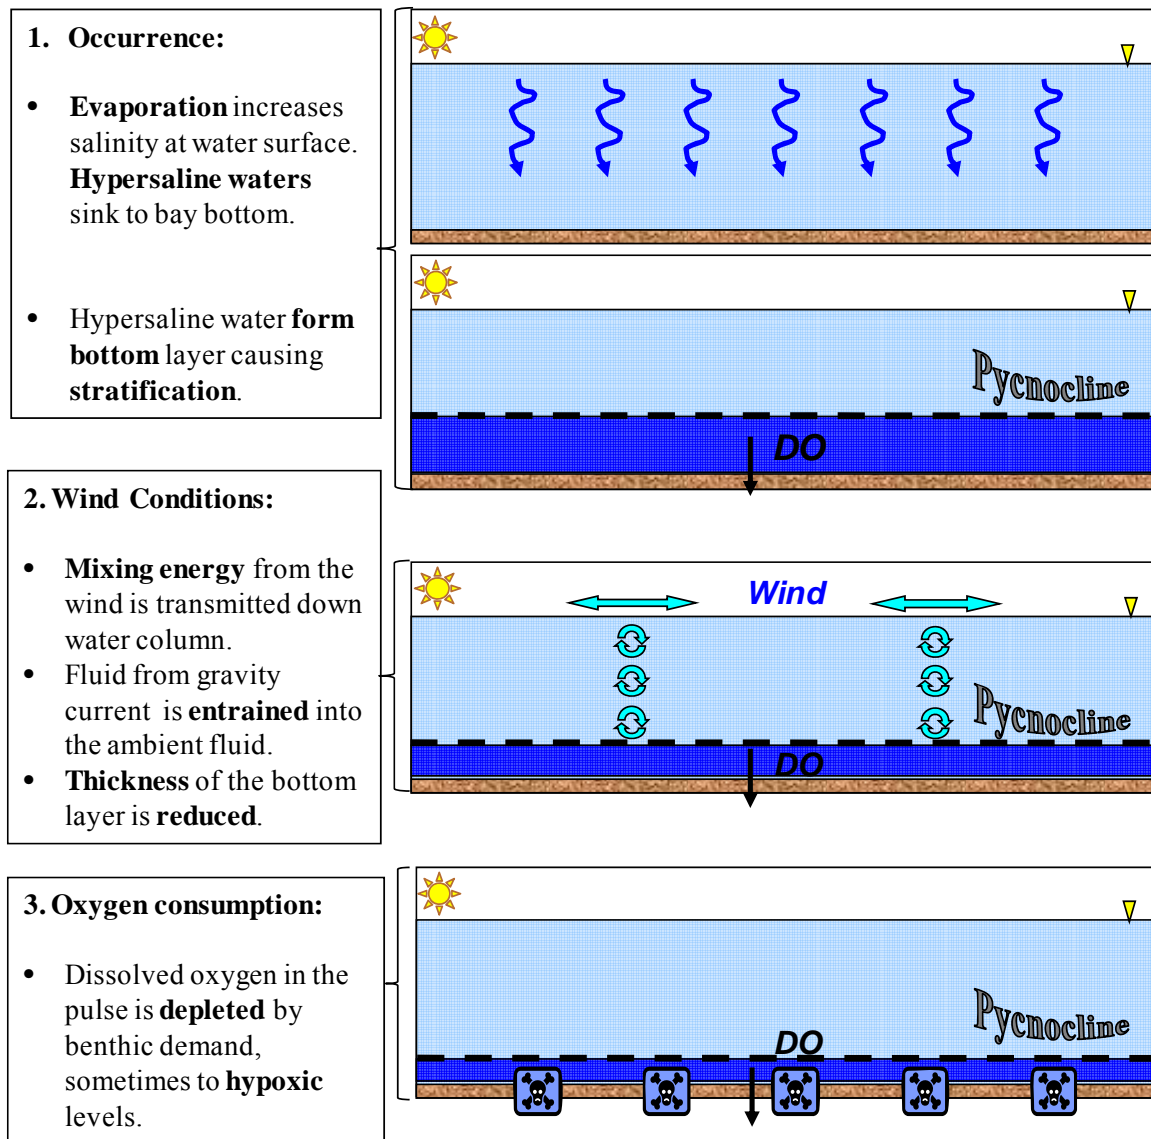 1. Occurrence:
• Evaporation increases
salinity at water surface.
Hypersaline waters
sink to bay bottom.
• Hypersaline water form
bottom layer causing
stratification.
Pycnocline
DO
2. Wind Conditions:
• Mixing energy from the
wind is transmitted down
water column.
• Fluid from gravity
current is entrained into
the ambient fluid.
• Thickness of the bottom
layer is reduced.
Wind
Pycnocline
DO
3. Oxygen consumption:
• Dissolved oxygen in the
pulse is depleted by
benthic demand,
sometimes to hypoxic
levels.
Pycnocline
DO